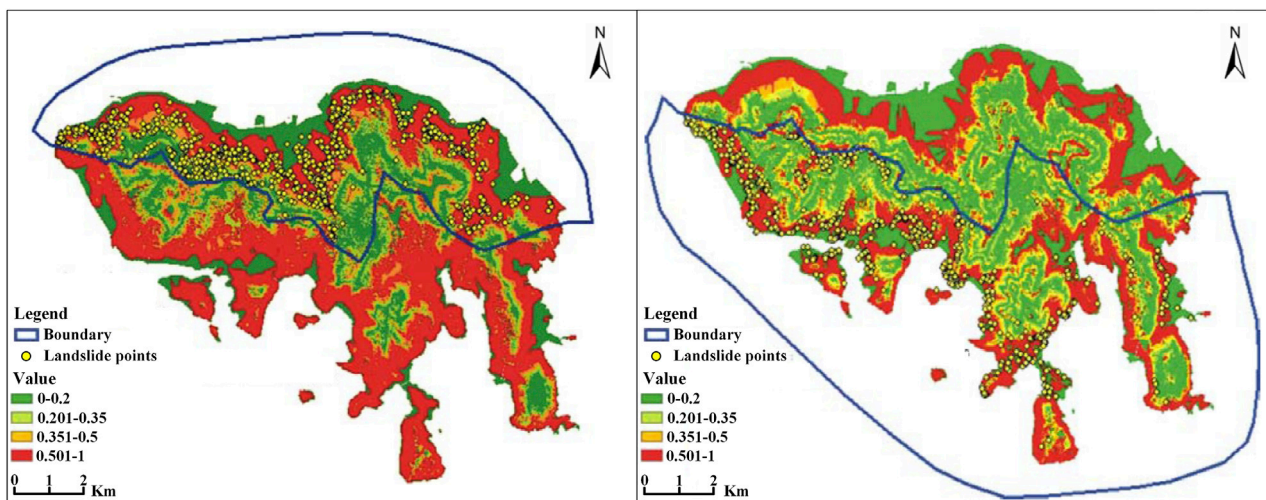 N
Legend
Boundary
Landslide points
Value
0-0.2
0.201-0.35
0.351-0.5
0.501-1
0 1 2
Km
N
Legend
Boundary
Landslide points
Value
0-0.2
0.201-0.35
0.351-0.5
0.501-1
0 1 2
Km